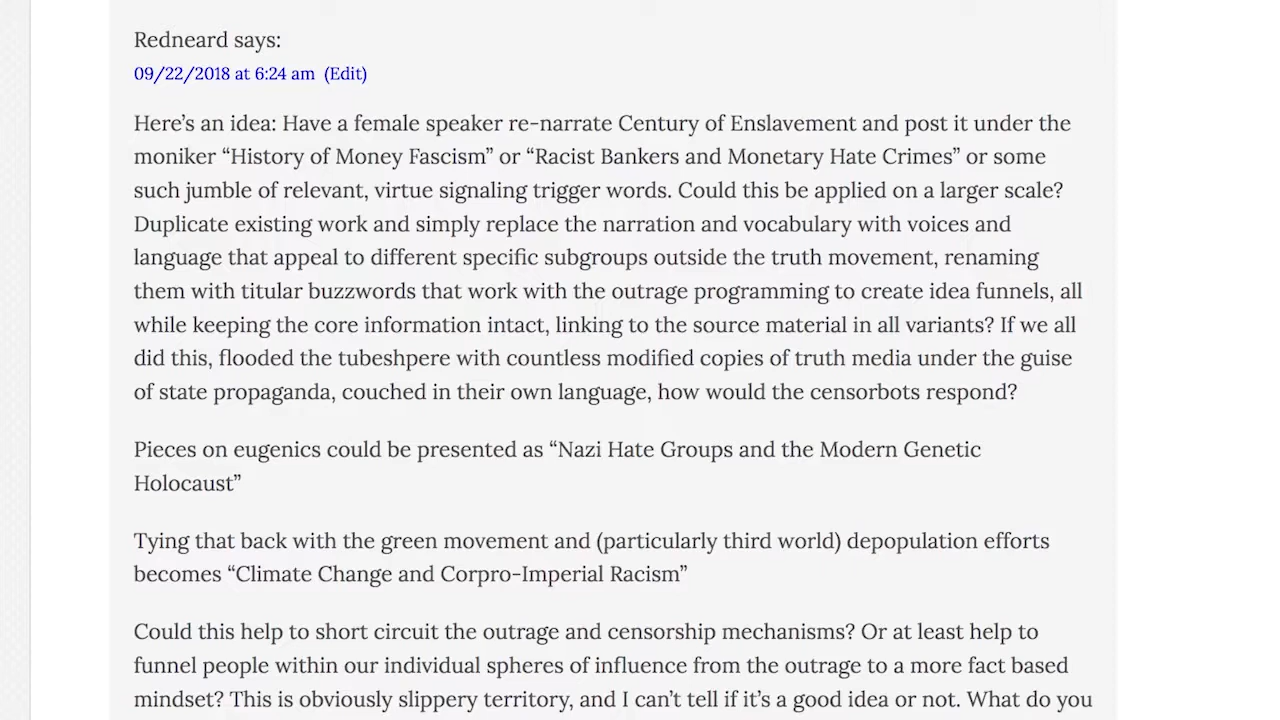 Redneard says:
09/22/2018 at 6:24 am (Edit)
Here’s an idea: Have a female speaker re-narrate Century of Enslavement and post it under the
moniker “History of Money Fascism” or “Racist Bankers and Monetary Hate Crimes” or some
such jumble of relevant, virtue signaling trigger words. Could this be applied on a larger scale?
Duplicate existing work and simply replace the narration and vocabulary with voices and
language that appeal to different specific subgroups outside the truth movement, renaming
them with titular buzzwords that work with the outrage programming to create idea funnels, all
while keeping the core information intact, linking to the source material in all variants? If we all
did this, flooded the tubeshpere with countless modified copies of truth media under the guise
of state propaganda, couched in their own language, how would the censorbots respond?
Pieces on eugenics could be presented as “Nazi Hate Groups and the Modern Genetic
Holocaust”
Tying that back with the green movement and (particularly third world) depopulation efforts
becomes “Climate Change and Corpro-Imperial Racism”
Could this help to short circuit the outrage and censorship mechanisms? Or at least help to
funnel people within our individual spheres of influence from the outrage to a more fact based
mindset? This is obviously slippery territory, and I can’t tell if it’s a good idea or not. What do you